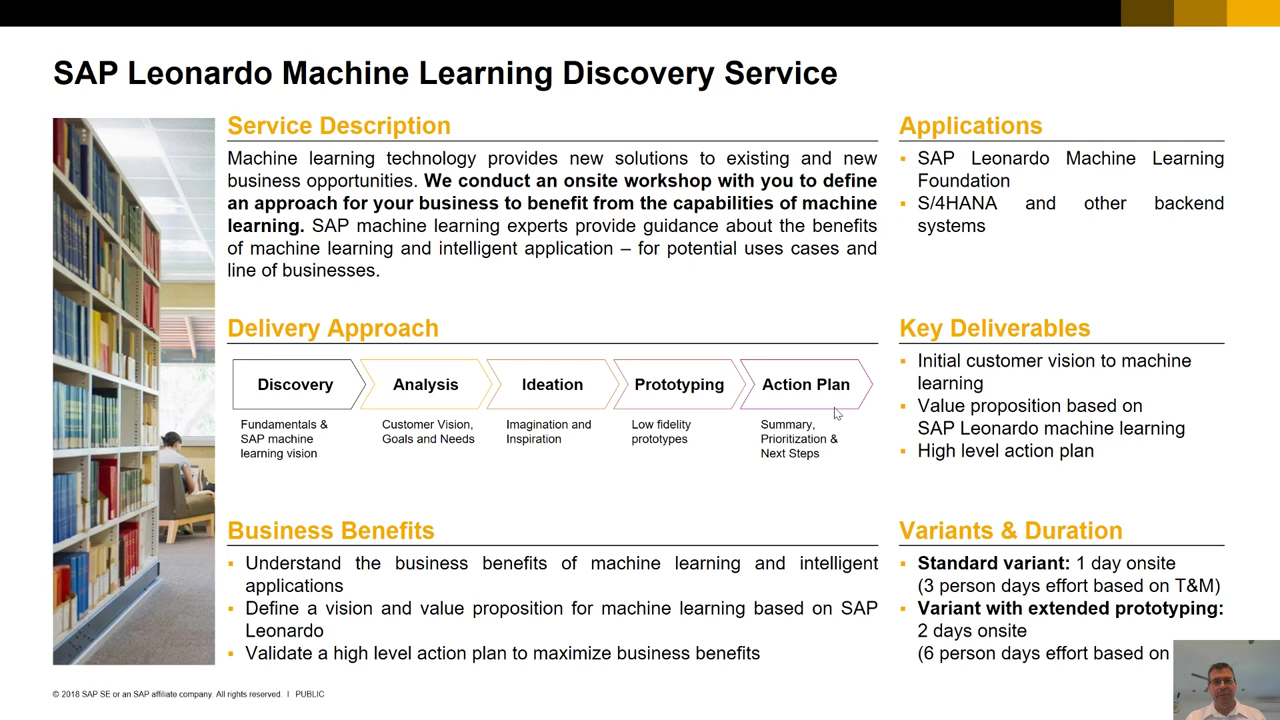 SAP Leonardo Machine Learning Discovery Service
Service Description
Machine learning technology provides new solutions to existing and new
business opportunities. We conduct an onsite workshop with you to define
an approach for your business to benefit from the capabilities of machine
learning. SAP machine learning experts provide guidance about the benefits
of machine learning and intelligent application – for potential uses cases and
line of businesses.
Applications
▪ SAP Leonardo Machine Learning
Foundation
▪ S/4HANA and other backend
systems
Delivery Approach
Discovery
Fundamentals &
SAP machine
learning vision
Analysis
Customer Vision,
Goals and Needs
Ideation
Imagination and
Inspiration
Prototyping
Low fidelity
prototypes
Action Plan
Summary,
Prioritization &
Next Steps
Key Deliverables
▪ Initial customer vision to machine
learning
▪ Value proposition based on
SAP Leonardo machine learning
▪ High level action plan
Business Benefits
▪ Understand the business benefits of machine learning and intelligent
applications
▪ Define a vision and value proposition for machine learning based on SAP
Leonardo
▪ Validate a high level action plan to maximize business benefits
Variants & Duration
▪ Standard variant: 1 day onsite
(3 person days effort based on T&M)
▪ Variant with extended prototyping:
2 days onsite
(6 person days effort based on
© 2018 SAP SE or an SAP affiliate company. All rights reserved. I PUBLIC